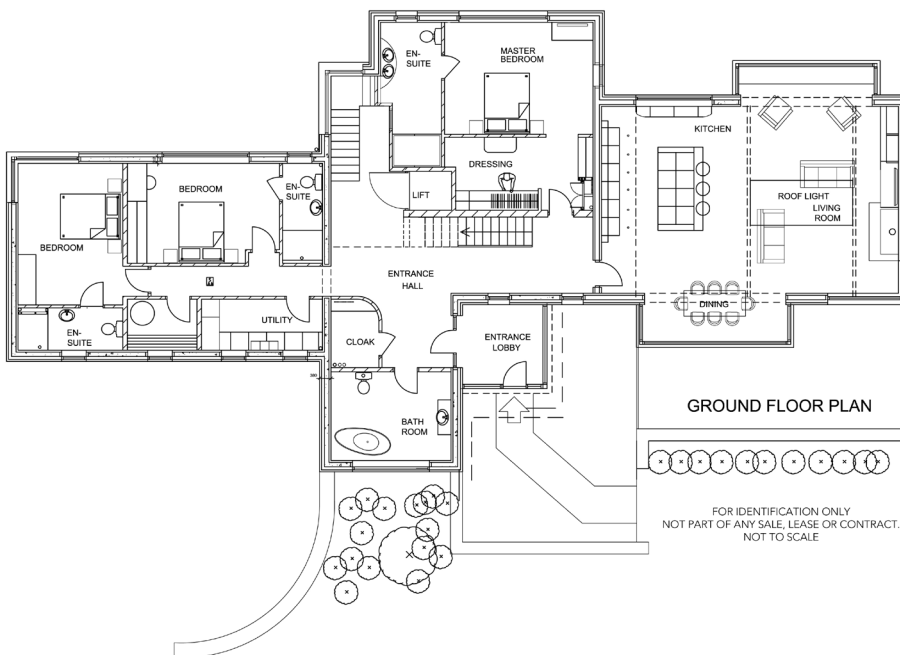 EN-
SUITE
MASTER
BEDROOM
KITCHEN
DRESSING
BEDROOM
EN-
SUITE
LIFT
ROOF LIGHT
LIVING
ROOM
BEDROOM
ENTRANCE
HALL
DINING
UTILITY
EN-
SUITE
CLOAK
ENTRANCE
LOBBY
300
BATH
ROOM
GROUND FLOOR PLAN
FOR IDENTIFICATION ONLY
NOT PART OF ANY SALE, LEASE OR CONTRACT.
NOT TO SCALE